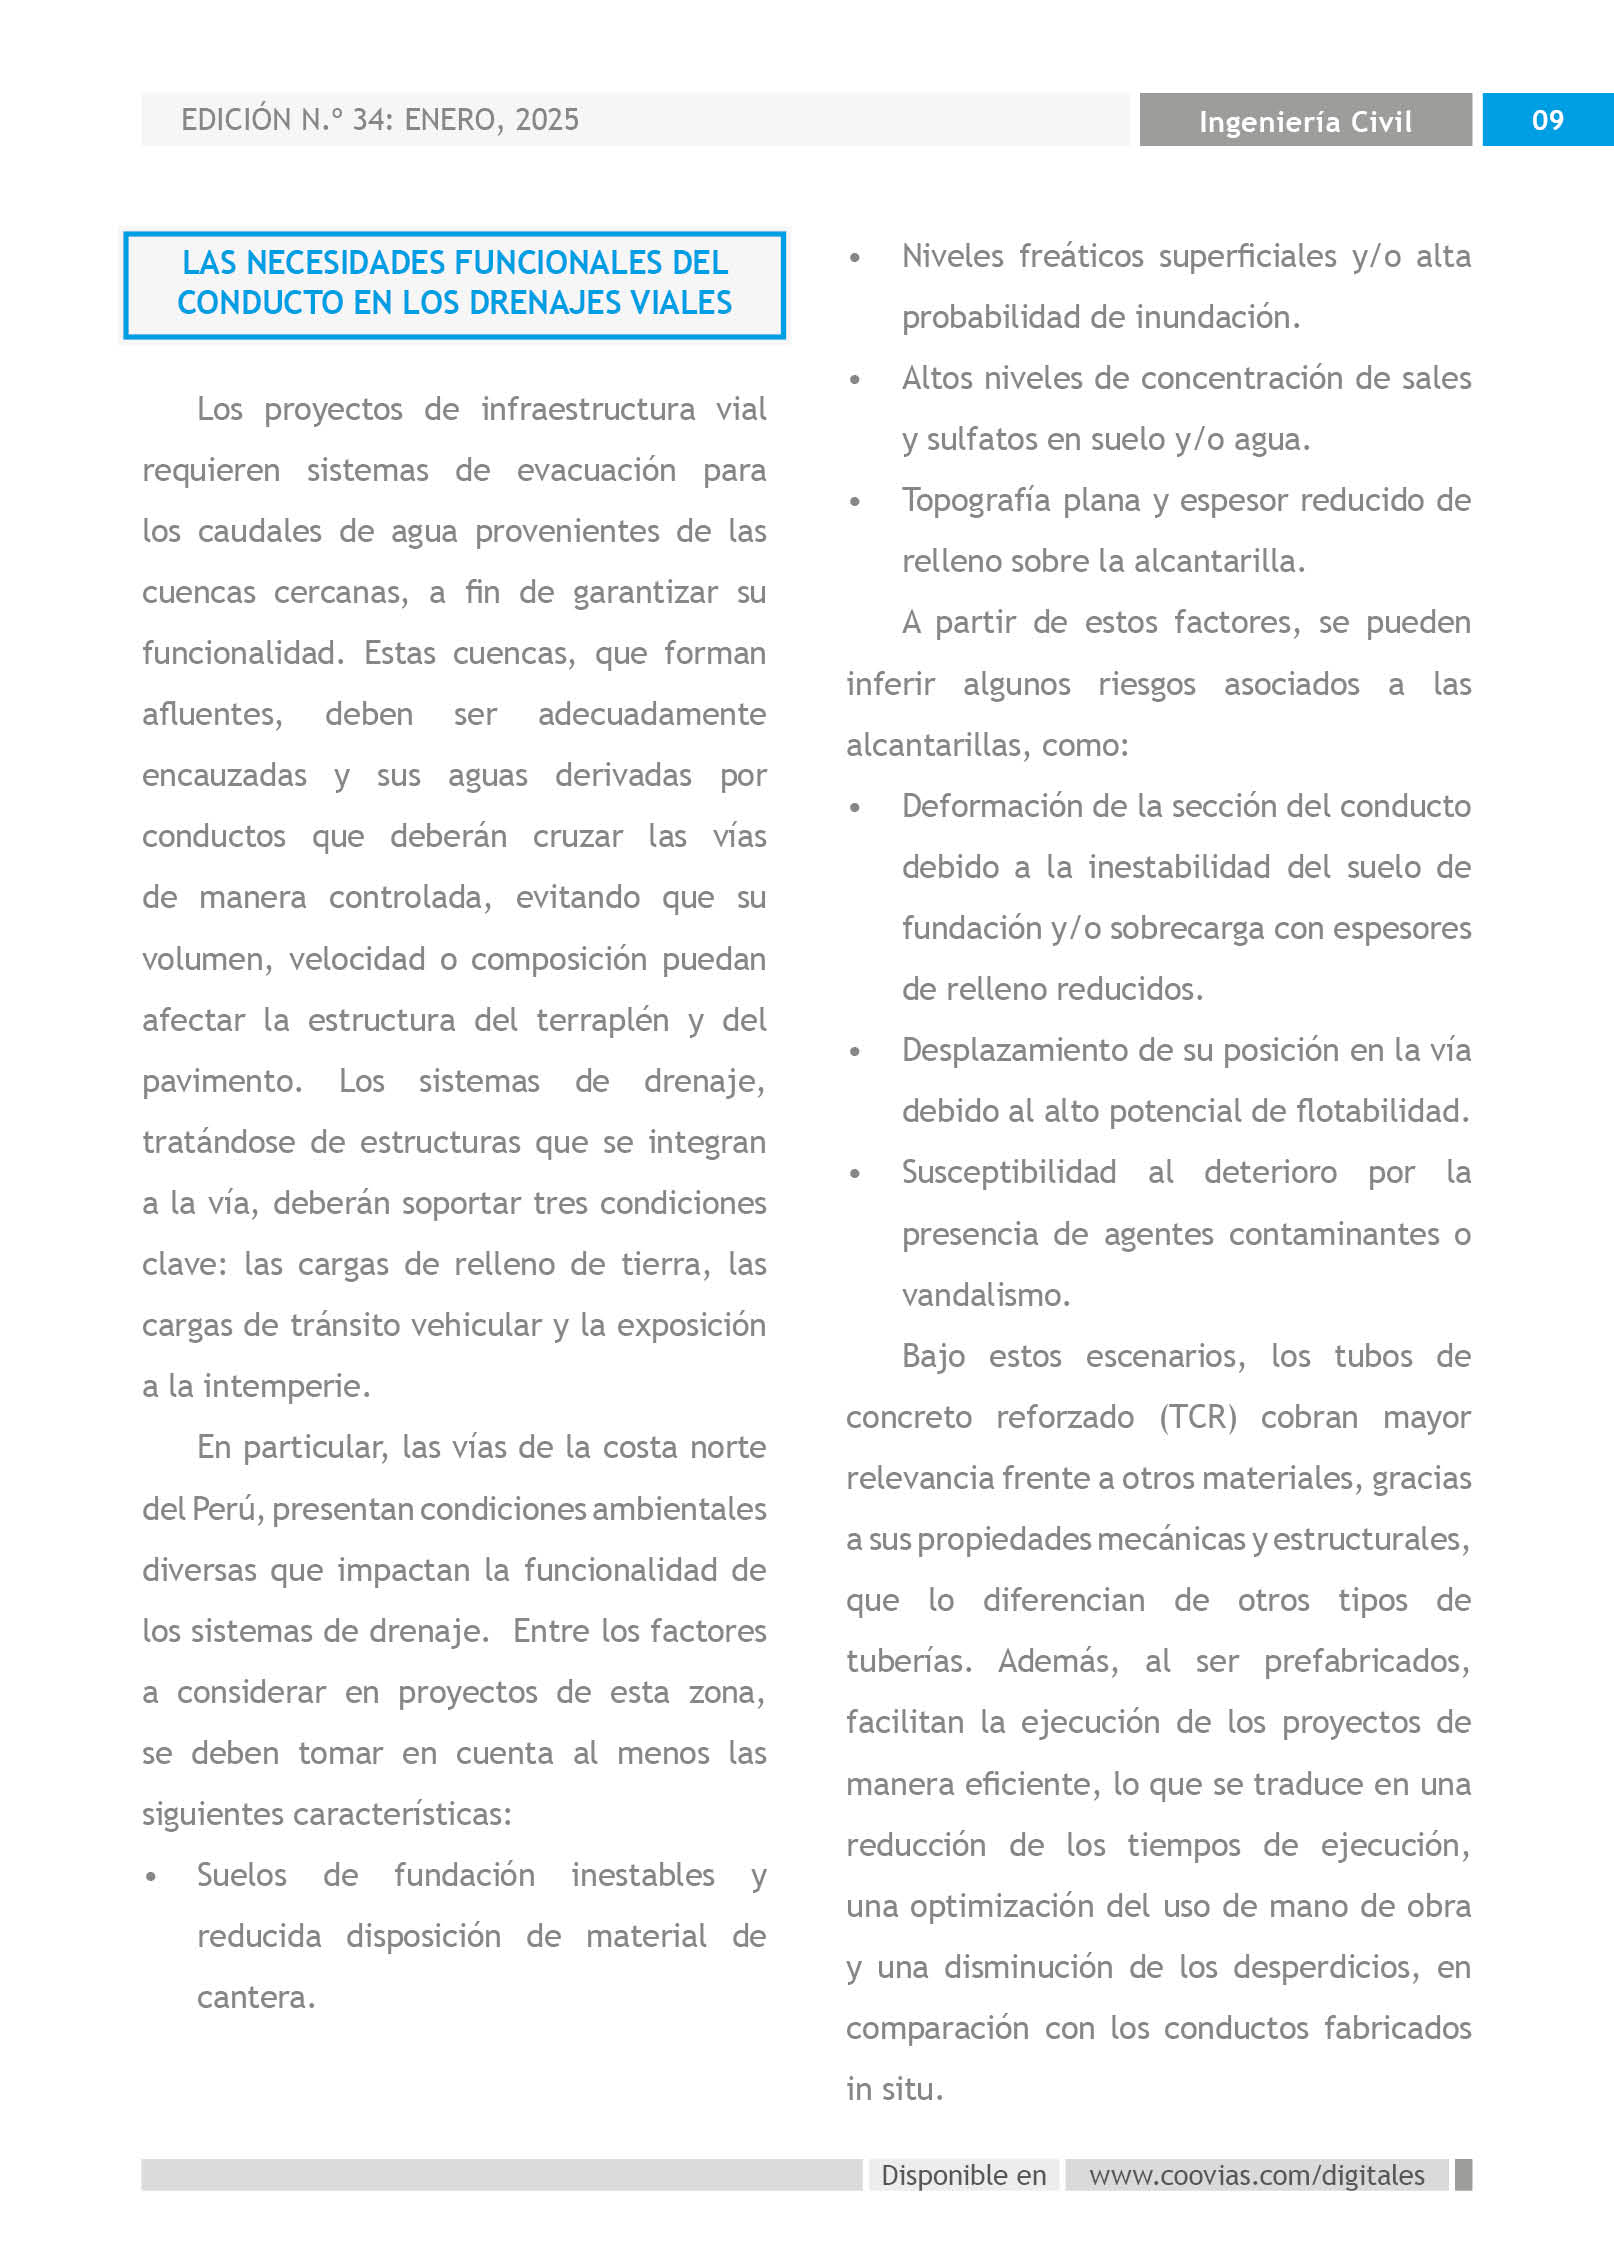 EDICIÓN N.º 34: ENERO, 2025
Ingeniería Civil
09
LAS NECESIDADES FUNCIONALES DEL
CONDUCTO EN LOS DRENAJES VIALES
Los proyectos de infraestructura vial
requieren sistemas de evacuación para
los caudales de agua provenientes de las
cuencas cercanas, a fin de garantizar su
funcionalidad. Estas cuencas, que forman
afluentes, deben ser adecuadamente
encauzadas y sus aguas derivadas por
conductos que deberán cruzar las vías
de manera controlada, evitando que su
volumen, velocidad o composición puedan
afectar la estructura del terraplén y del
pavimento. Los sistemas de drenaje,
tratándose de estructuras que se integran
a la vía, deberán soportar tres condiciones
clave: las cargas de relleno de tierra, las
cargas de tránsito vehicular y la exposición
a la intemperie.
En particular, las vías de la costa norte
del Perú, presentan condiciones ambientales
diversas que impactan la funcionalidad de
los sistemas de drenaje. Entre los factores
a considerar en proyectos de esta zona,
se deben tomar en cuenta al menos las
siguientes características:
• Suelos de fundación inestables y
reducida disposición de material de
cantera.
• Niveles freáticos superficiales y/o alta
probabilidad de inundación.
• Altos niveles de concentración de sales
y sulfatos en suelo y/o agua.
• Topografía plana y espesor reducido de
relleno sobre la alcantarilla.
A partir de estos factores, se pueden
inferir algunos riesgos asociados a las
alcantarillas, como:
• Deformación de la sección del conducto
debido a la inestabilidad del suelo de
fundación y/o sobrecarga con espesores
de relleno reducidos.
• Desplazamiento de su posición en la vía
debido al alto potencial de flotabilidad.
• Susceptibilidad al deterioro por la
presencia de agentes contaminantes o
vandalismo.
Bajo estos escenarios, los tubos de
concreto reforzado (TCR) cobran mayor
relevancia frente a otros materiales, gracias
a sus propiedades mecánicas y estructurales,
que lo diferencian de otros tipos de
tuberías. Además, al ser prefabricados,
facilitan la ejecución de los proyectos de
manera eficiente, lo que se traduce en una
reducción de los tiempos de ejecución,
una optimización del uso de mano de obra
y una disminución de los desperdicios, en
comparación con los conductos fabricados
in situ.
Disponible en
www.coovias.com/digitales